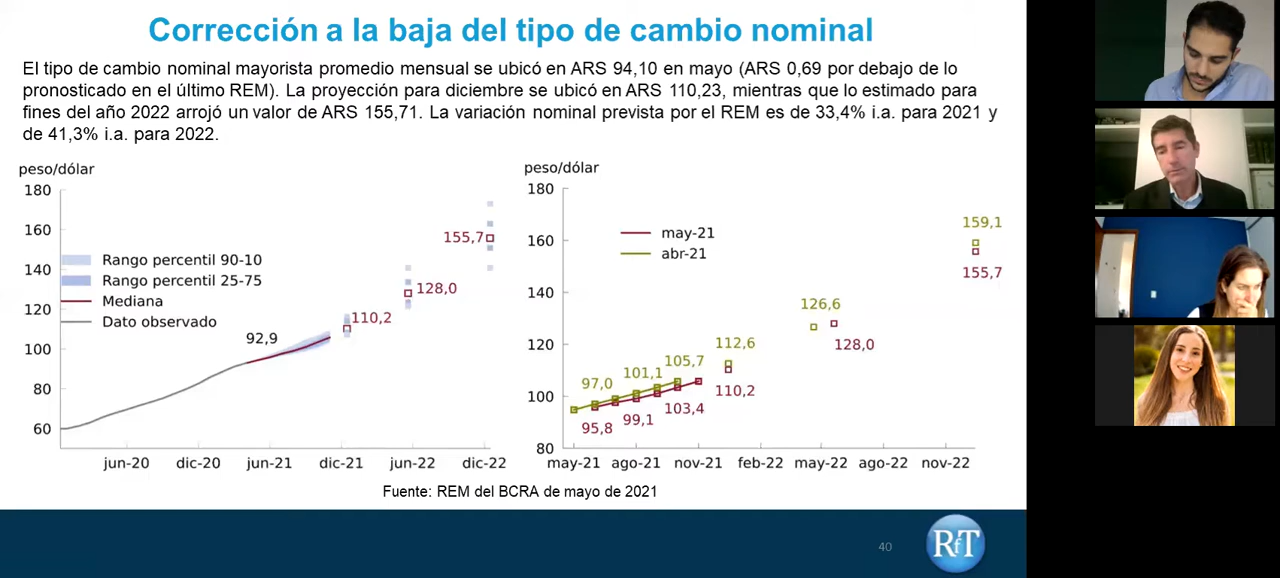 Corrección a la baja del tipo de cambio nominal
El tipo de cambio nominal mayorista promedio mensual se ubicó en ARS 94,10 en mayo (ARS 0,69 por debajo de lo
pronosticado en el último REM). La proyección para diciembre se ubicó en ARS 110,23, mientras que lo estimado para
fines del año 2022 arrojó un valor de ARS 155,71. La variación nominal prevista por el REM es de 33,4% i.a. para 2021 y
de 41,3% i.a. para 2022.
peso/dólar
180
160
140
120
100
80
60
Rango percentil 90-10
Rango percentil 25-75
Mediana
Dato observado
92,9
110,2
128,0
155,7
jun-20 dic-20 jun-21 dic-21 jun-22 dic-22
peso/dólar
180
160
140
120
100
80
may-21
abr-21
159,1
155,7
126,6
128,0
112,6
110,2
105,7
101,1
97,0
103,4
99,1
95,8
may-21 ago-21 nov-21 feb-22 may-22 ago-22 nov-22
Fuente: REM del BCRA de mayo de 2021
40
RfT